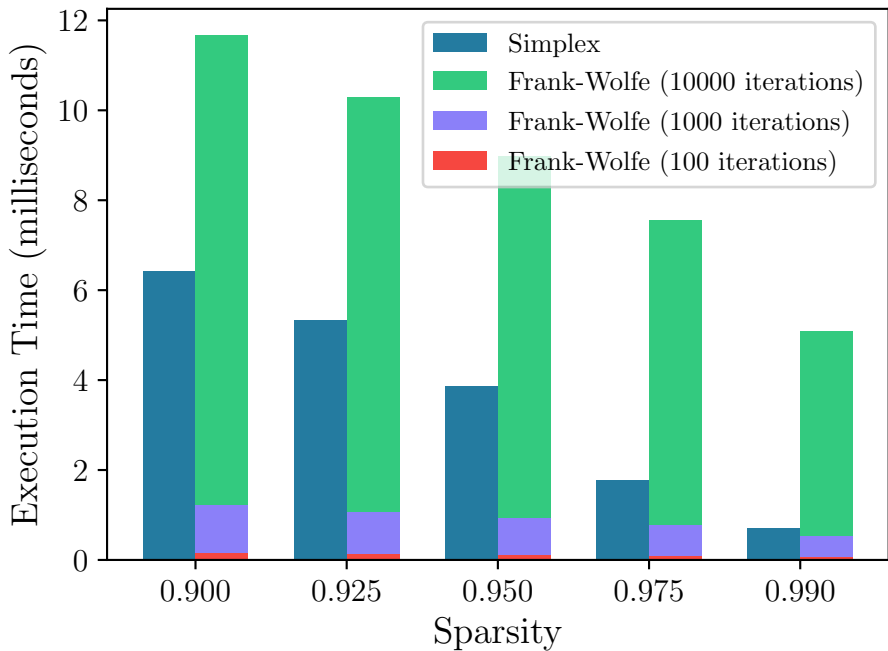 12
10
8
6
4
2
0
Execution Time (milliseconds)
Simplex
Frank-Wolfe (10000 iterations)
Frank-Wolfe (1000 iterations)
Frank-Wolfe (100 iterations)
0.900 0.925 0.950 0.975 0.990
Sparsity